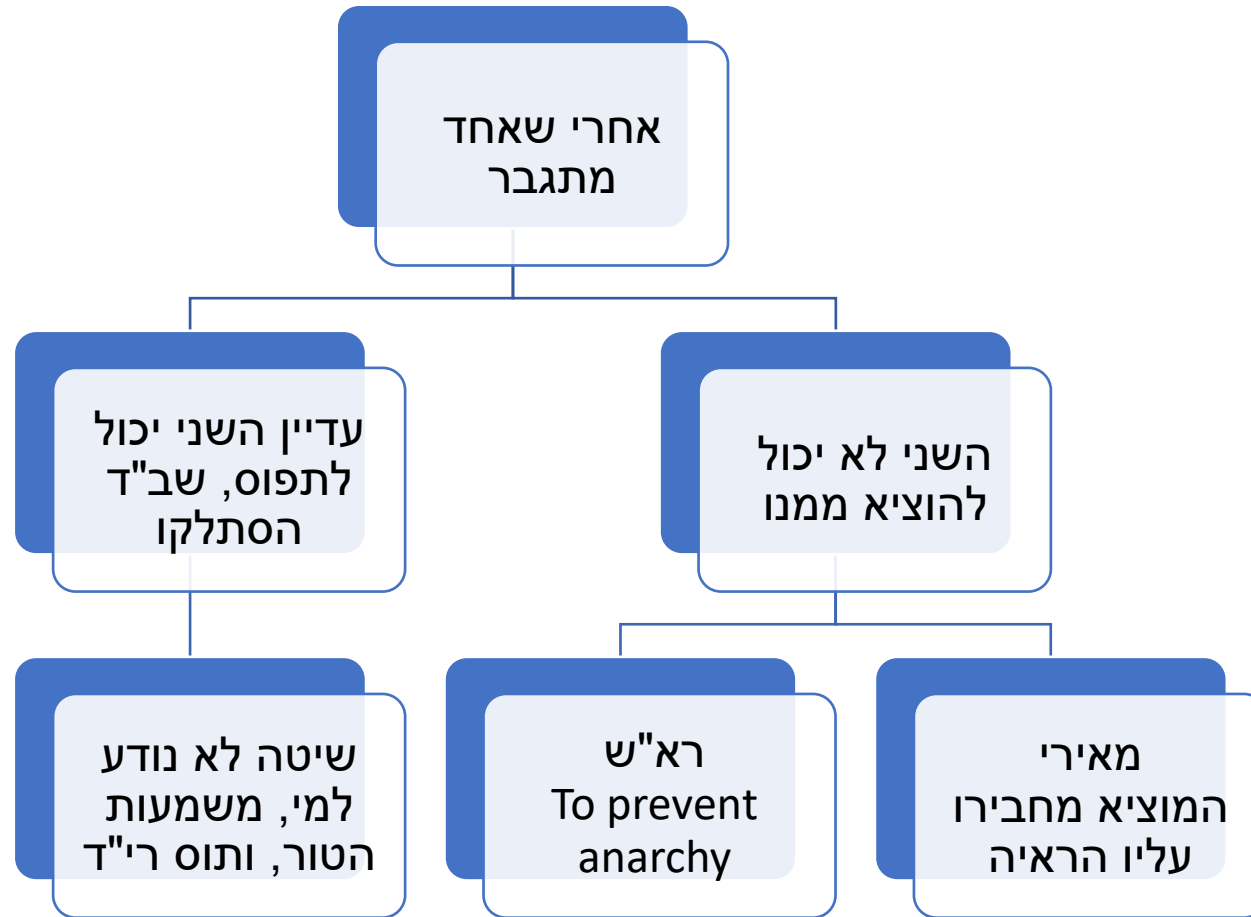 אחרי שאחד
מתגבר
השני לא יכול
להוציא ממנו
עדיין השני יכול
לתפוס, שב"ד
הסתלקו
מאירי
המוציא מחבירו
עליו הראיה
רא"ש
To prevent
anarchy
שיטה לא נודע
למי, משמעות
הטור, ותוס רי"ד